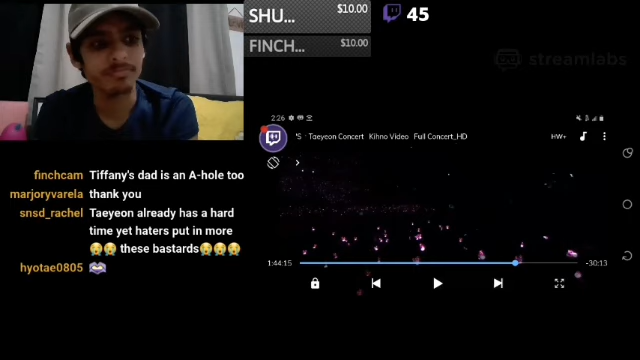 SHU...
$10.00
FINCH...
$10.00
45
streamlabs
2:26
'S · Taeyeon Concert Kihno Video Full Concert_HD
HW+
1:44:15
-30:13
finchcam Tiffany's dad is an A-hole too
marjoryvarela thank you
snsd_rachel Taeyeon already has a hard
time yet haters put in more
😭😭 these bastards😭😭😭
hyotae0805